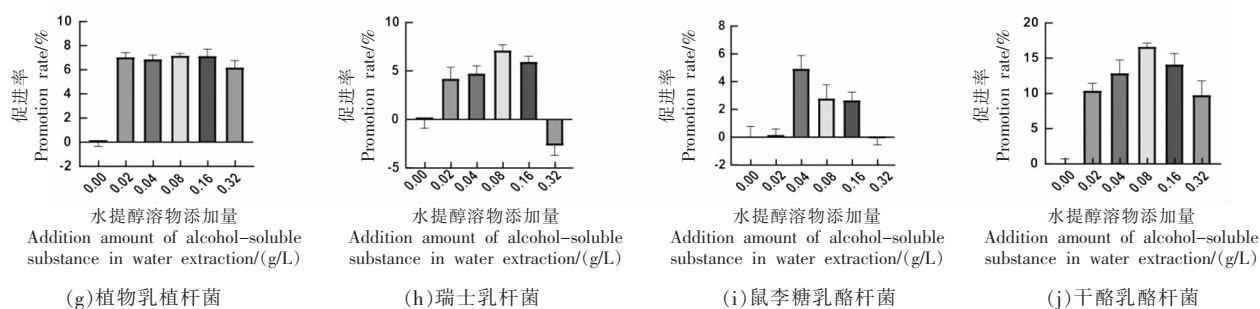 促进率
Promotion rate/%
10
8
6
4
2
0
-2
0.00
0.02
0.04
0.08
0.16
0.32
水提醇溶物添加量
Addition amount of alcohol-soluble
substance in water extraction/(g/L)
(g)植物乳植杆菌
促进率
Promotion rate/%
10
5
0
-5
0.00
0.02
0.04
0.08
0.16
0.32
水提醇溶物添加量
Addition amount of alcohol-soluble
substance in water extraction/(g/L)
(h)瑞士乳杆菌
促进率
Promotion rate/%
8
6
4
2
0
-2
0.00
0.02
0.04
0.08
0.16
0.32
水提醇溶物添加量
Addition amount of alcohol-soluble
substance in water extraction/(g/L)
(i)鼠李糖乳酪杆菌
促进率
Promotion rate/%
20
15
10
5
0
0.00
0.02
0.04
0.08
0.16
0.32
水提醇溶物添加量
Addition amount of alcohol-soluble
substance in water extraction/(g/L)
(j)干酪乳酪杆菌